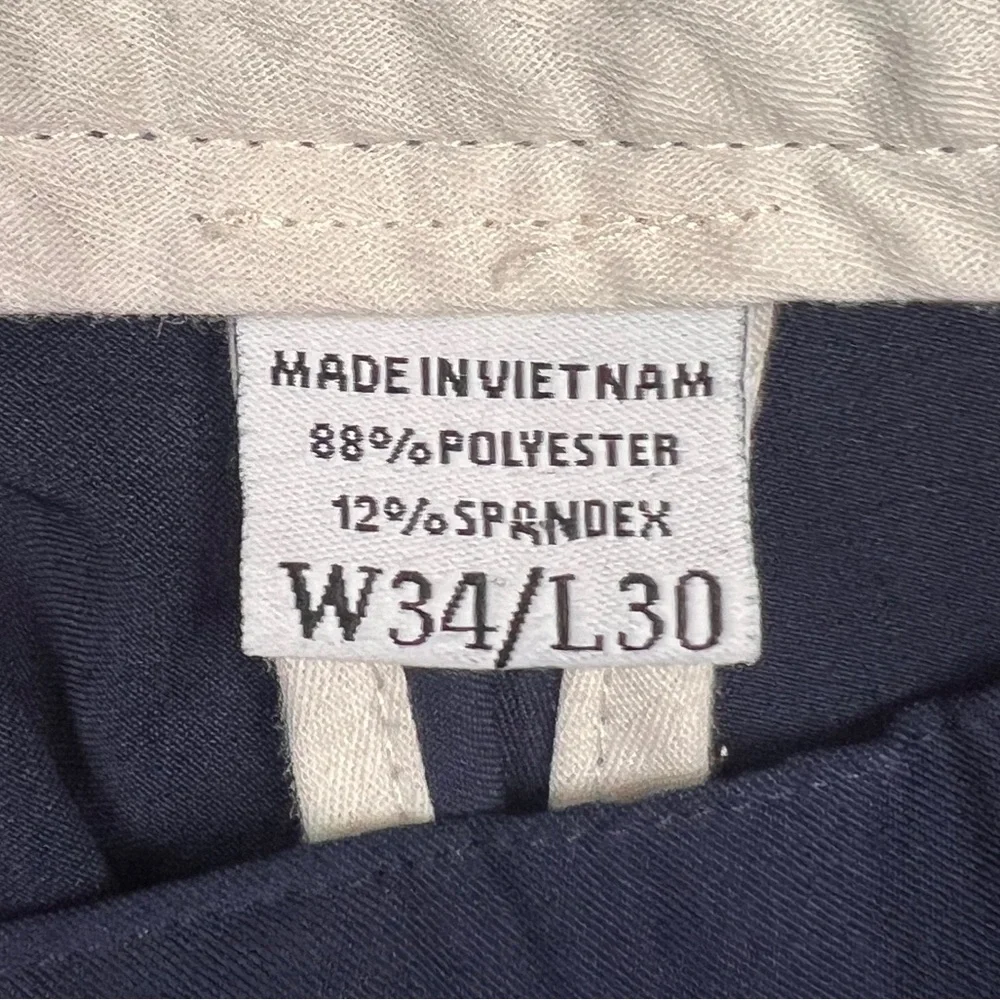 MADE IN VIETNAM
88% POLYESTER
12% SPANDEX
W34/L30